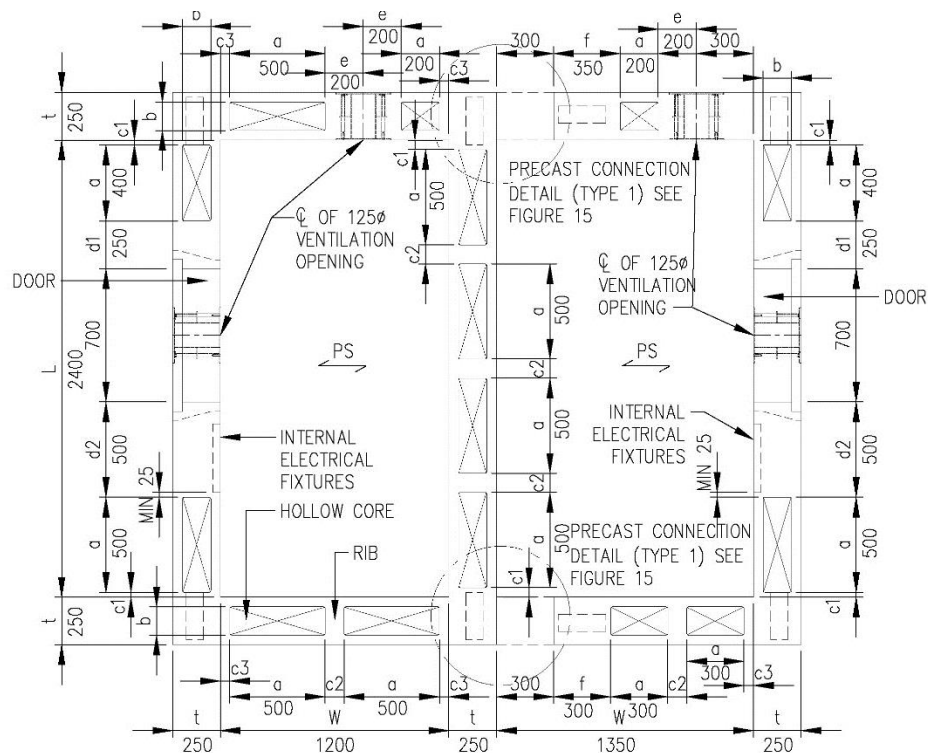 b
c3
a
500
e
200
e
200
a
200
c3
300
f
350
a
200
e
200
300
b
t
250
b
c1
a
400
d1
250
DOOR
L
2400
700
d2
500
MIN 25
a
500
c1
t
250
b
c1
a
500
c2
PRECAST CONNECTION
DETAIL (TYPE 1) SEE
FIGURE 15
℄ OF 125ø
VENTILATION
OPENING
℄ OF 125ø
VENTILATION
OPENING
a
500
c2
a
500
c2
a
500
c1
PS
PS
INTERNAL
ELECTRICAL
FIXTURES
HOLLOW CORE
RIB
INTERNAL
ELECTRICAL
FIXTURES
PRECAST CONNECTION
DETAIL (TYPE 1) SEE
FIGURE 15
c1
a
400
d1
250
DOOR
700
d2
500
MIN 25
a
500
c1
c3
a
500
c2
a
500
c3
300
f
300
a
300
c2
a
300
c3
t
250
W
1200
t
250
W
1350
t
250